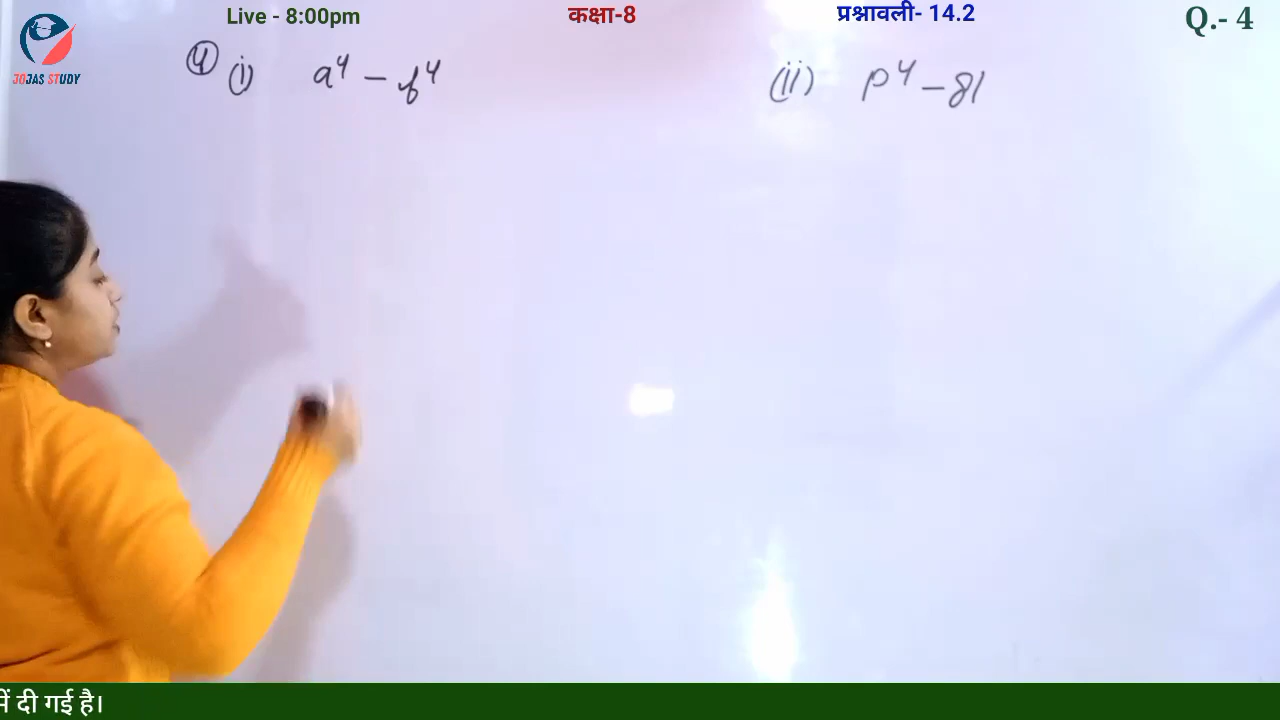 Live - 8:00pm
कक्षा-8
प्रश्नावली- 14.2
Q.- 4
JOJAS STUDY
④ (i) a⁴ – b⁴
(ii) p⁴ – 81
में दी गई है।